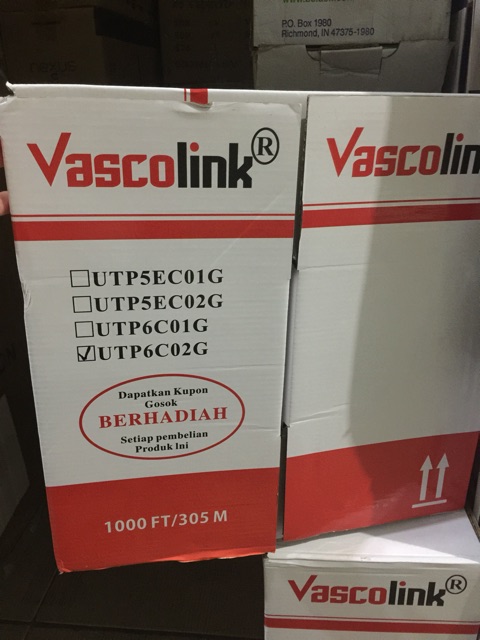 P.O. Box 1980
Richmond, IN 47375-1980
Vascolink®
UTP5EC01G
UTP5EC02G
UTP6C01G
UTP6C02G
Dapatkan Kupon
Gosok
BERHADIAH
Setiap pembelian
Produk Ini
1000 FT/305 M
Vascolin
Vascolink®